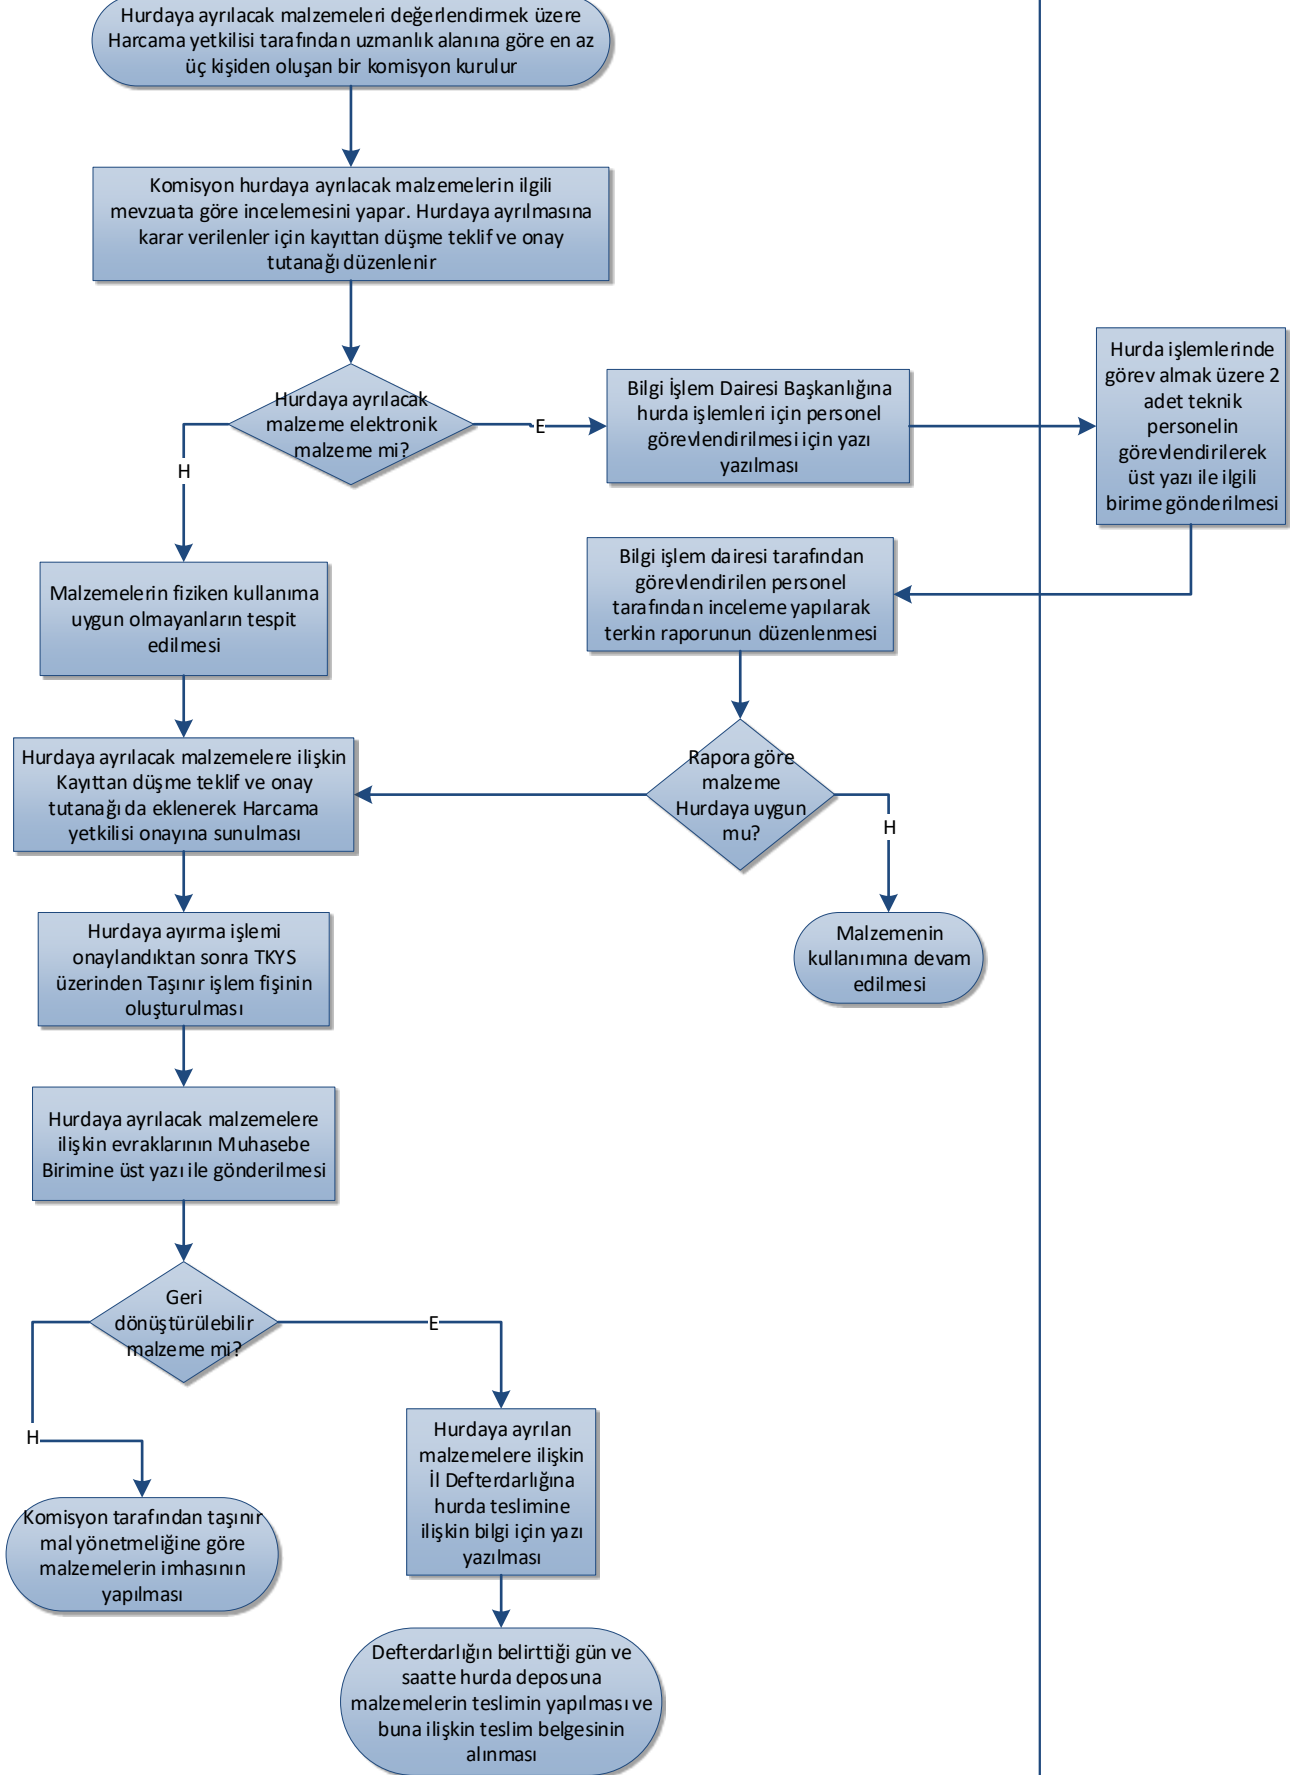 Hurdaya ayrılacak malzemeleri değerlendirmek üzere
Harcama yetkilisi tarafından uzmanlık alanına göre en az
üç kişiden oluşan bir komisyon kurulur
Komisyon hurdaya ayrılacak malzemelerin ilgili
mevzuata göre incelemesini yapar. Hurdaya ayrılmasına
karar verilenler için kayıttan düşme teklif ve onay
tutanağı düzenlenir
Hurdaya ayrılacak
malzeme elektronik
malzeme mi?
E
H
Bilgi İşlem Dairesi Başkanlığına
hurda işlemleri için personel
görevlendirilmesi için yazı
yazılması
Hurda işlemlerinde
görev almak üzere 2
adet teknik
personelin
görevlendirilerek
üst yazı ile ilgili
birime gönderilmesi
Malzemelerin fiziken kullanıma
uygun olmayanların tespit
edilmesi
Bilgi işlem dairesi tarafından
görevlendirilen personel
tarafından inceleme yapılarak
terkin raporunun düzenlenmesi
Hurdaya ayrılacak malzemelere ilişkin
Kayıttan düşme teklif ve onay
tutanağı da eklenerek Harcama
yetkilisi onayına sunulması
Rapora göre
malzeme
Hurdaya uygun
mu?
H
Malzemenin
kullanımına devam
edilmesi
Hurdaya ayırma işlemi
onaylandıktan sonra TKYS
üzerinden Taşınır işlem fişinin
oluşturulması
Hurdaya ayrılacak malzemelere
ilişkin evraklarının Muhasebe
Birimine üst yazı ile gönderilmesi
Geri
dönüştürülebilir
malzeme mi?
E
H
Hurdaya ayrılan
malzemelere ilişkin
İl Defterdarlığına
hurda teslimine
ilişkin bilgi için yazı
yazılması
Komisyon tarafından taşınır
mal yönetmeliğine göre
malzemelerin imhasının
yapılması
Defterdarlığın belirttiği gün ve
saatte hurda deposuna
malzemelerin teslimin yapılması ve
buna ilişkin teslim belgesinin
alınması